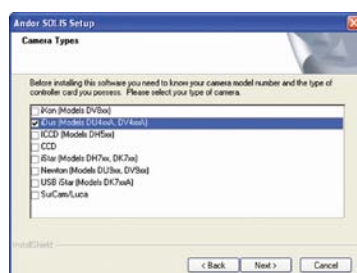 Andor SOLIS Setup
Camera Types
Before installing this software you need to know your camera model number and the type of
controller card you possess. Please select your type of camera.
iXon (Models DV8xx)
iDus (Models DU4xxA, DV4xxA)
ICCD (Models DH5xx)
CCD
iStar (Models DH7xx, DK7xx)
Newton (Models DU9xx, DV9xx)
USB iStar (Models DK7xxA)
SurCam/Luca
InstallShield
< Back
Next >
Cancel